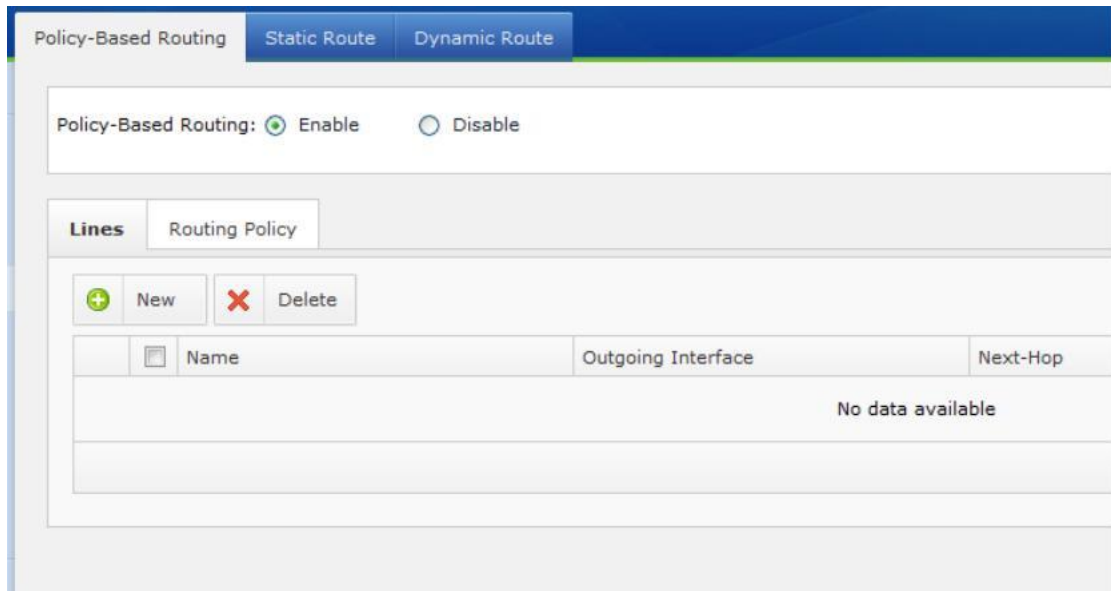 Policy-Based Routing Static Route Dynamic Route
Policy-Based Routing: Enable Disable
Lines Routing Policy
New Delete
Name Outgoing Interface Next-Hop
No data available